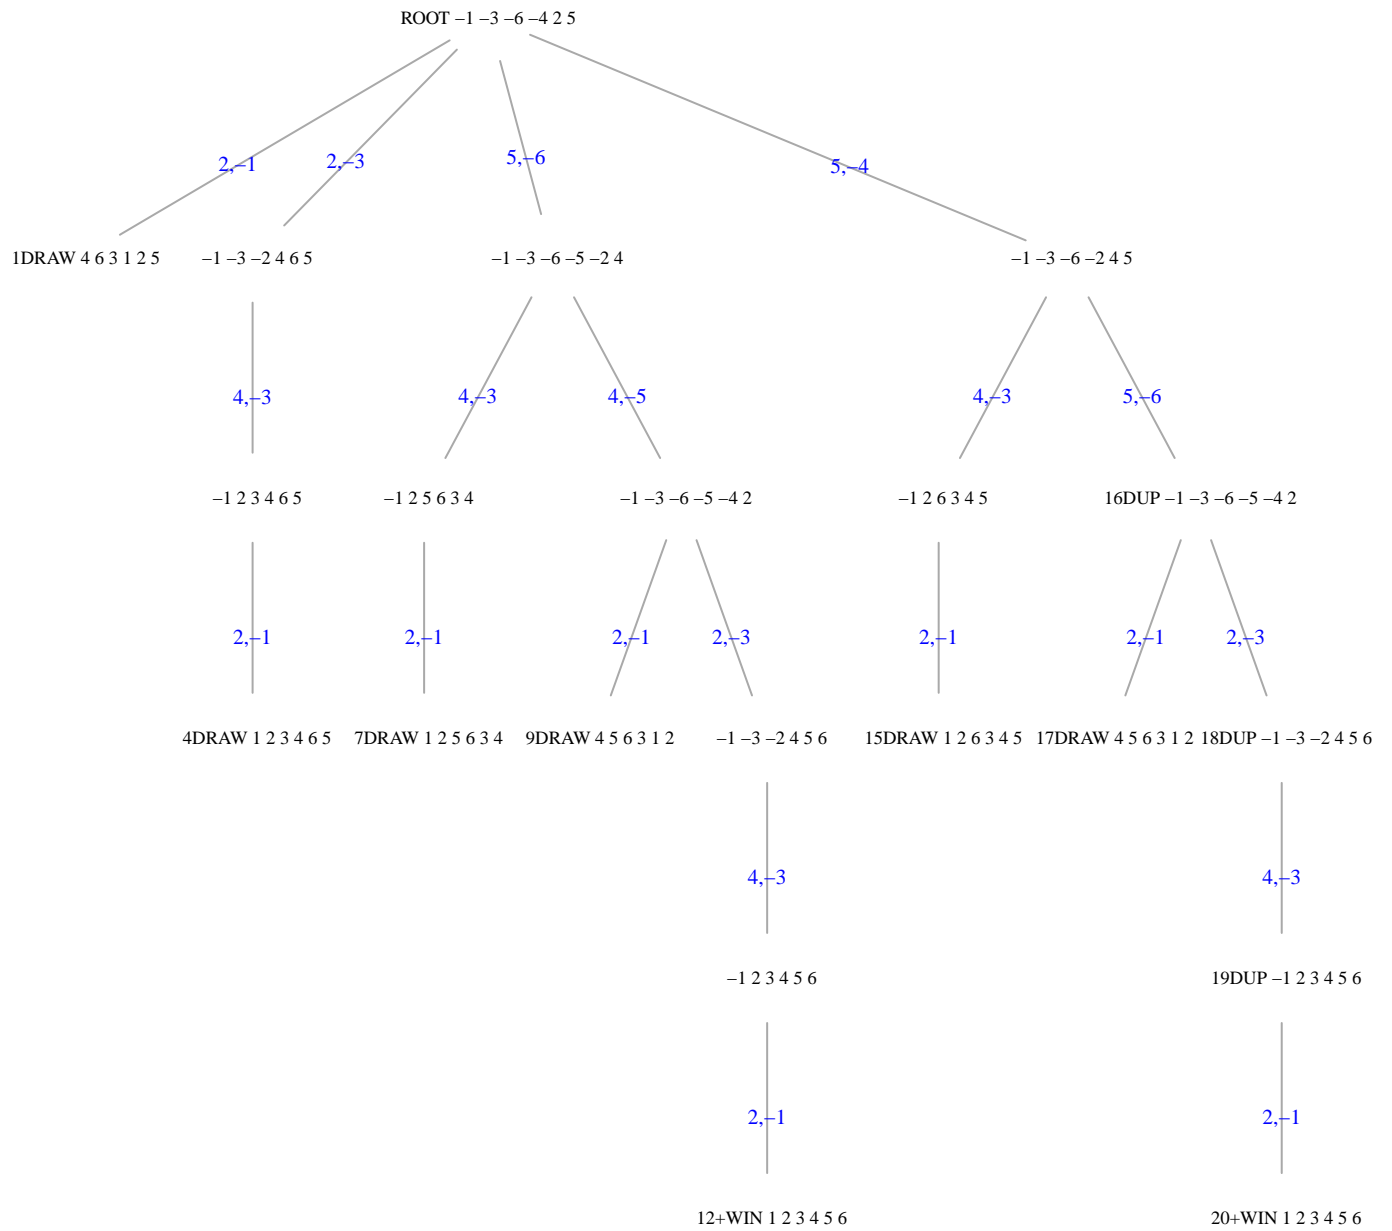 ROOT –1 –3 –6 –4 2 5
2,–1 2,–3 5,–6 5,–4
1DRAW 4 6 3 1 2 5 –1 –3 –2 4 6 5 –1 –3 –6 –5 –2 4 –1 –3 –6 –2 4 5
4,–3 4,–3 4,–5 4,–3 5,–6
–1 2 3 4 6 5 –1 2 5 6 3 4 –1 –3 –6 –5 –4 2 –1 2 6 3 4 5 16DUP –1 –3 –6 –5 –4 2
2,–1 2,–1 2,–1 2,–3 2,–1 2,–1 2,–3
4DRAW 1 2 3 4 6 5 7DRAW 1 2 5 6 3 4 9DRAW 4 5 6 3 1 2 –1 –3 –2 4 5 6 15DRAW 1 2 6 3 4 5 17DRAW 4 5 6 3 1 2 18DUP –1 –3 –2 4 5 6
4,–3 4,–3
–1 2 3 4 5 6 19DUP –1 2 3 4 5 6
2,–1 2,–1
12+WIN 1 2 3 4 5 6 20+WIN 1 2 3 4 5 6